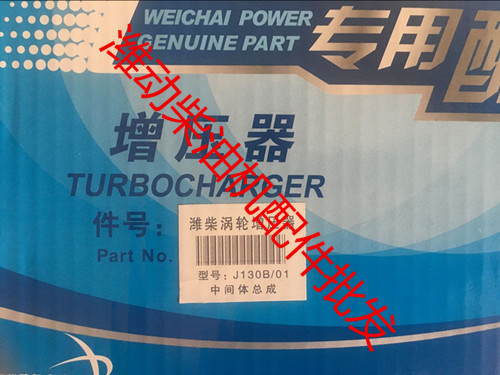 WEICHAI POWER
GENUINE PART
专用配
增压器
TURBOCHARGER
件号:
Part No.
潍柴涡轮增压器
型号: J130B/01
中间体总成
潍动柴油机配件批发